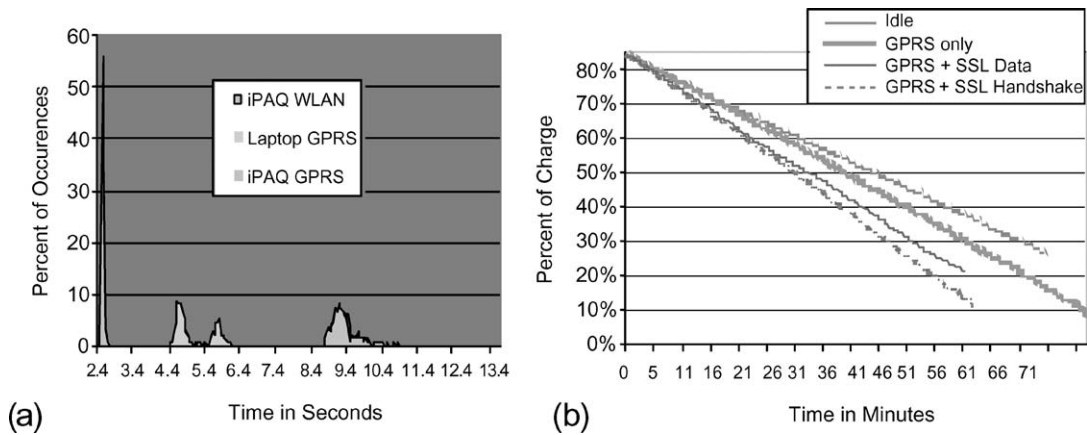 60
50
40
30
20
10
0
Percent of Occurences
iPAQ WLAN
Laptop GPRS
iPAQ GPRS
2.4 3.4 4.4 5.4 6.4 7.4 8.4 9.4 10.4 11.4 12.4 13.4
Time in Seconds
(a)
Idle
GPRS only
GPRS + SSL Data
GPRS + SSL Handshake
80%
70%
60%
50%
40%
30%
20%
10%
0%
Percent of Charge
0 5 11 16 21 26 31 36 41 46 51 56 61 66 71
Time in Minutes
(b)